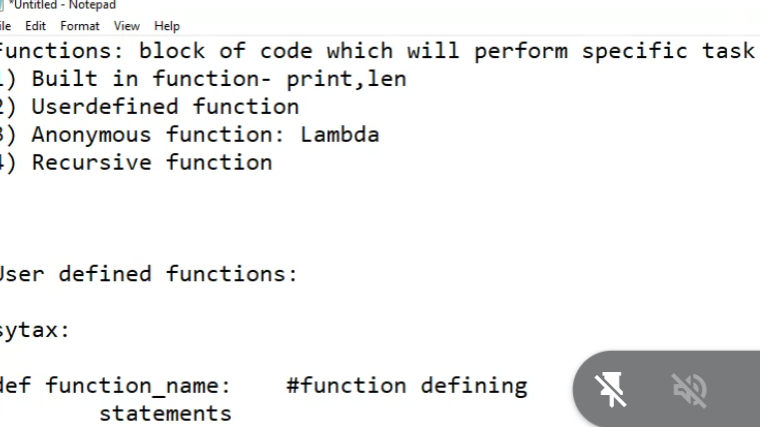 *Untitled - Notepad
ile Edit Format View Help
Functions: block of code which will perform specific task
1) Built in function- print,len
2) Userdefined function
3) Anonymous function: Lambda
4) Recursive function
User defined functions:
sytax:
def function_name: #function defining
statements